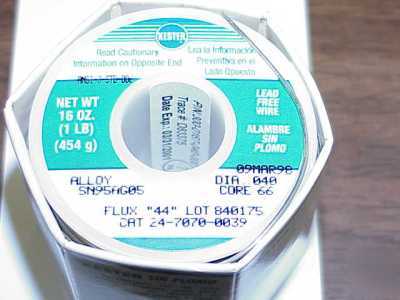 KESTER
Read Cautionary
Information on Opposite End
Lea la Información
Preventiva en el
Lado Opuesto
NET WT
16 OZ.
(1 LB)
(454 g)
LEAD
FREE
WIRE
ALAMBRE
SIN
PLOMO
Date Exp.
09MAR98
ALLOY
SN95AG05
DIA .040
CORE 66
FLUX "44" LOT 840175
CAT 24-7070-0039